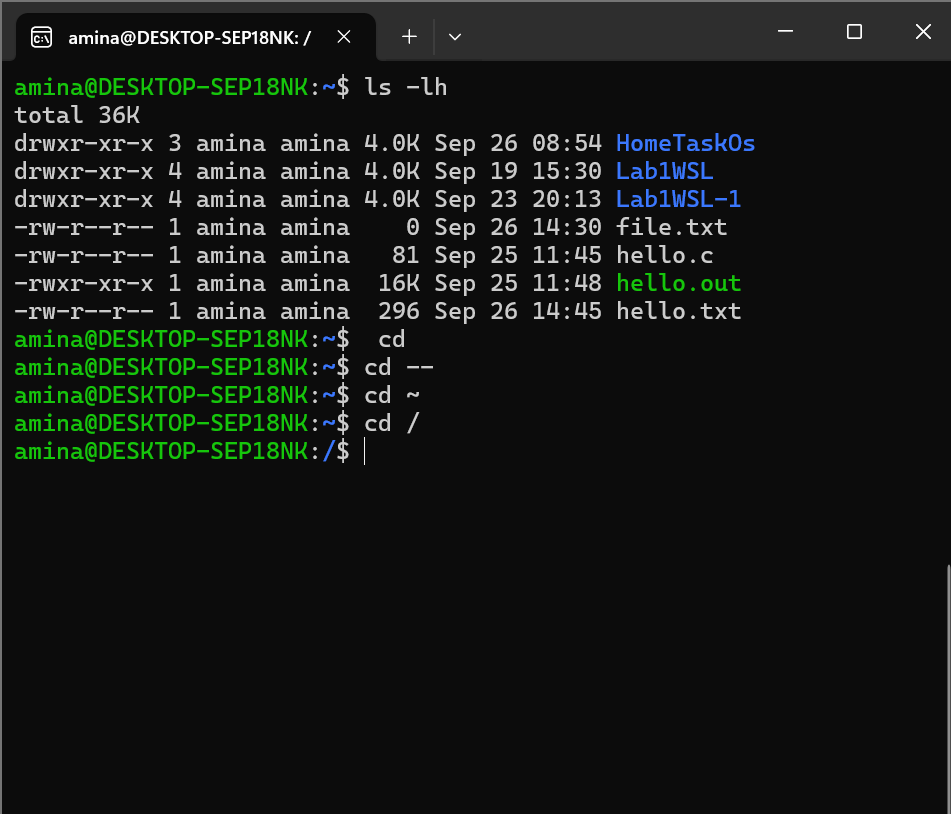 amina@DESKTOP-SEP18NK: /
amina@DESKTOP-SEP18NK:~$ ls -lh
total 36K
drwxr-xr-x 3 amina amina 4.0K Sep 26 08:54 HomeTaskOs
drwxr-xr-x 4 amina amina 4.0K Sep 19 15:30 Lab1WSL
drwxr-xr-x 4 amina amina 4.0K Sep 23 20:13 Lab1WSL-1
-rw-r--r-- 1 amina amina    0 Sep 26 14:30 file.txt
-rw-r--r-- 1 amina amina   81 Sep 25 11:45 hello.c
-rwxr-xr-x 1 amina amina  16K Sep 25 11:48 hello.out
-rw-r--r-- 1 amina amina  296 Sep 26 14:45 hello.txt
amina@DESKTOP-SEP18NK:~$  cd
amina@DESKTOP-SEP18NK:~$ cd --
amina@DESKTOP-SEP18NK:~$ cd ~
amina@DESKTOP-SEP18NK:~$ cd /
amina@DESKTOP-SEP18NK:/$